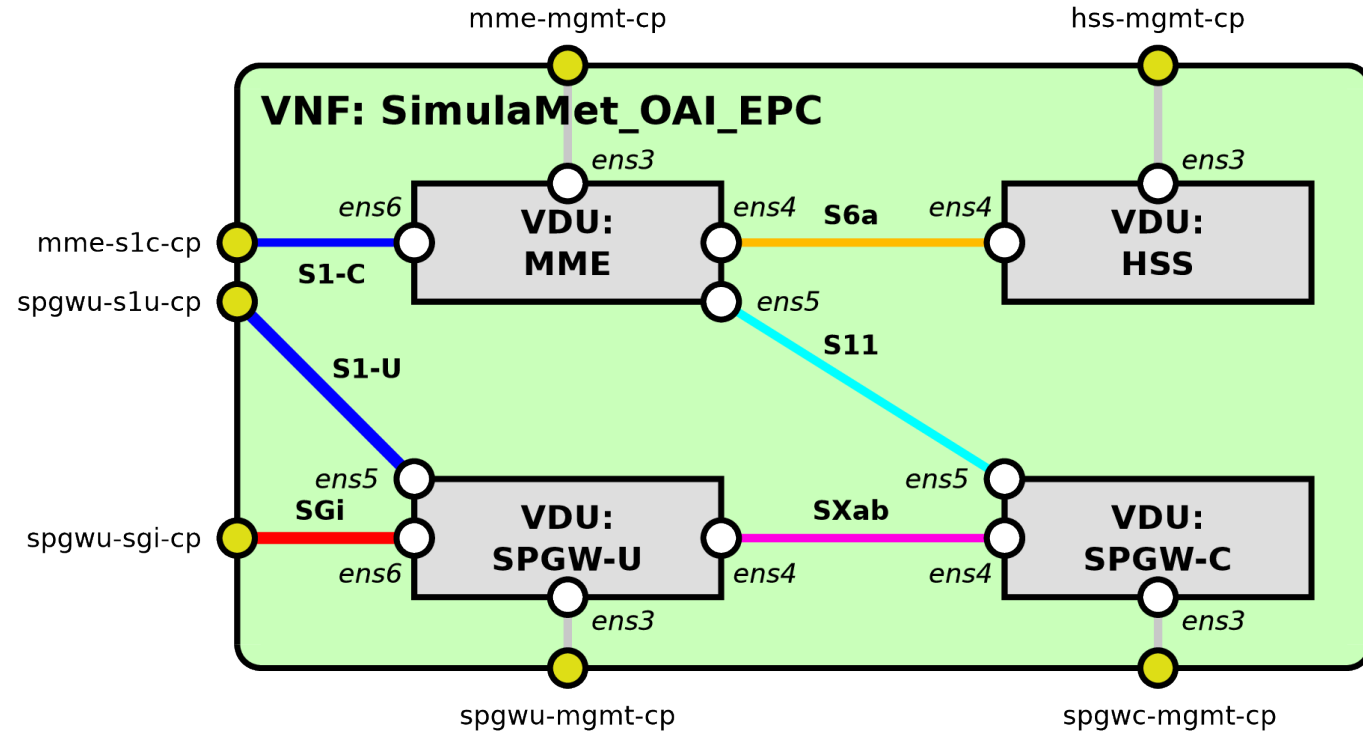 mme-mgmt-cp
hss-mgmt-cp
VNF: SimulaMet_OAI_EPC
ens3
ens3
ens6
VDU:
MME
ens4
S6a
ens4
VDU:
HSS
mme-s1c-cp
S1-C
spgwu-s1u-cp
ens5
S11
S1-U
ens5
SGi
VDU:
SPGW-U
SXab
ens5
VDU:
SPGW-C
spgwu-sgi-cp
ens6
ens4
ens4
ens3
ens3
spgwu-mgmt-cp
spgwc-mgmt-cp